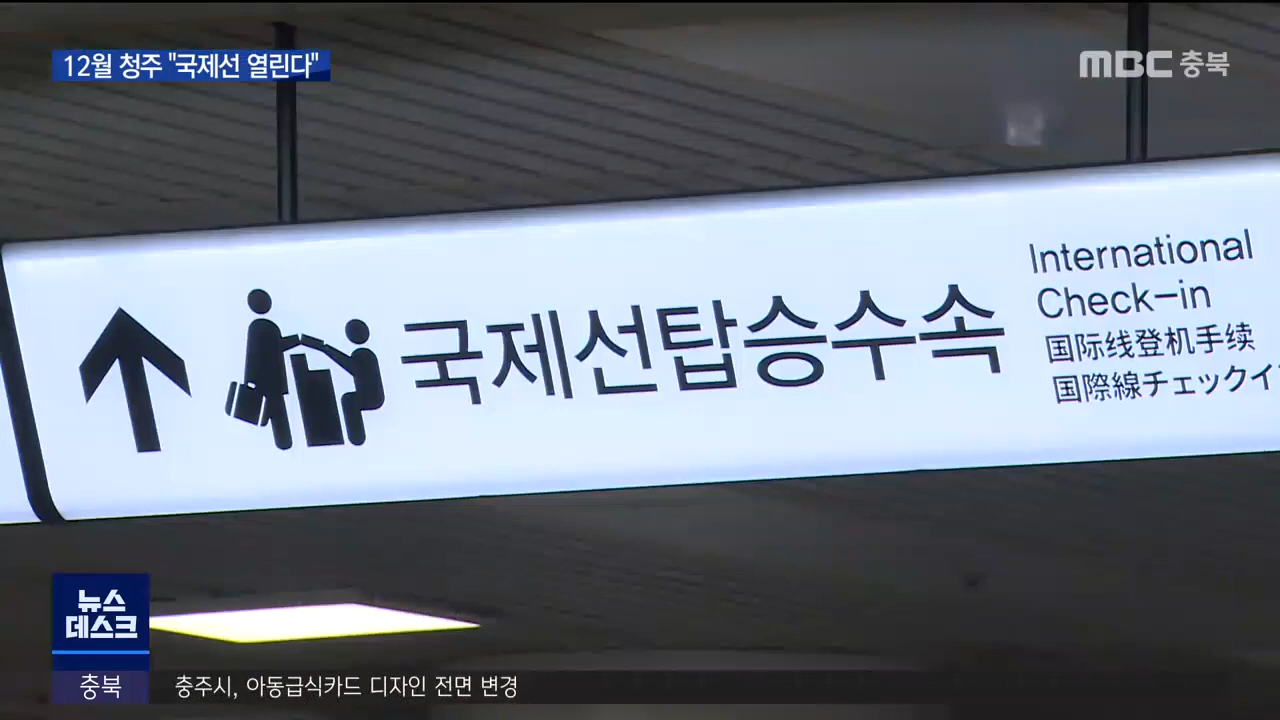 12월 청주 "국제선 열린다"
MBC 충북
국제선탑승수속
International
Check-in
国际线登机手续
国際線チェックイ
뉴스
데스크
충북
충주시, 아동급식카드 디자인 전면 변경